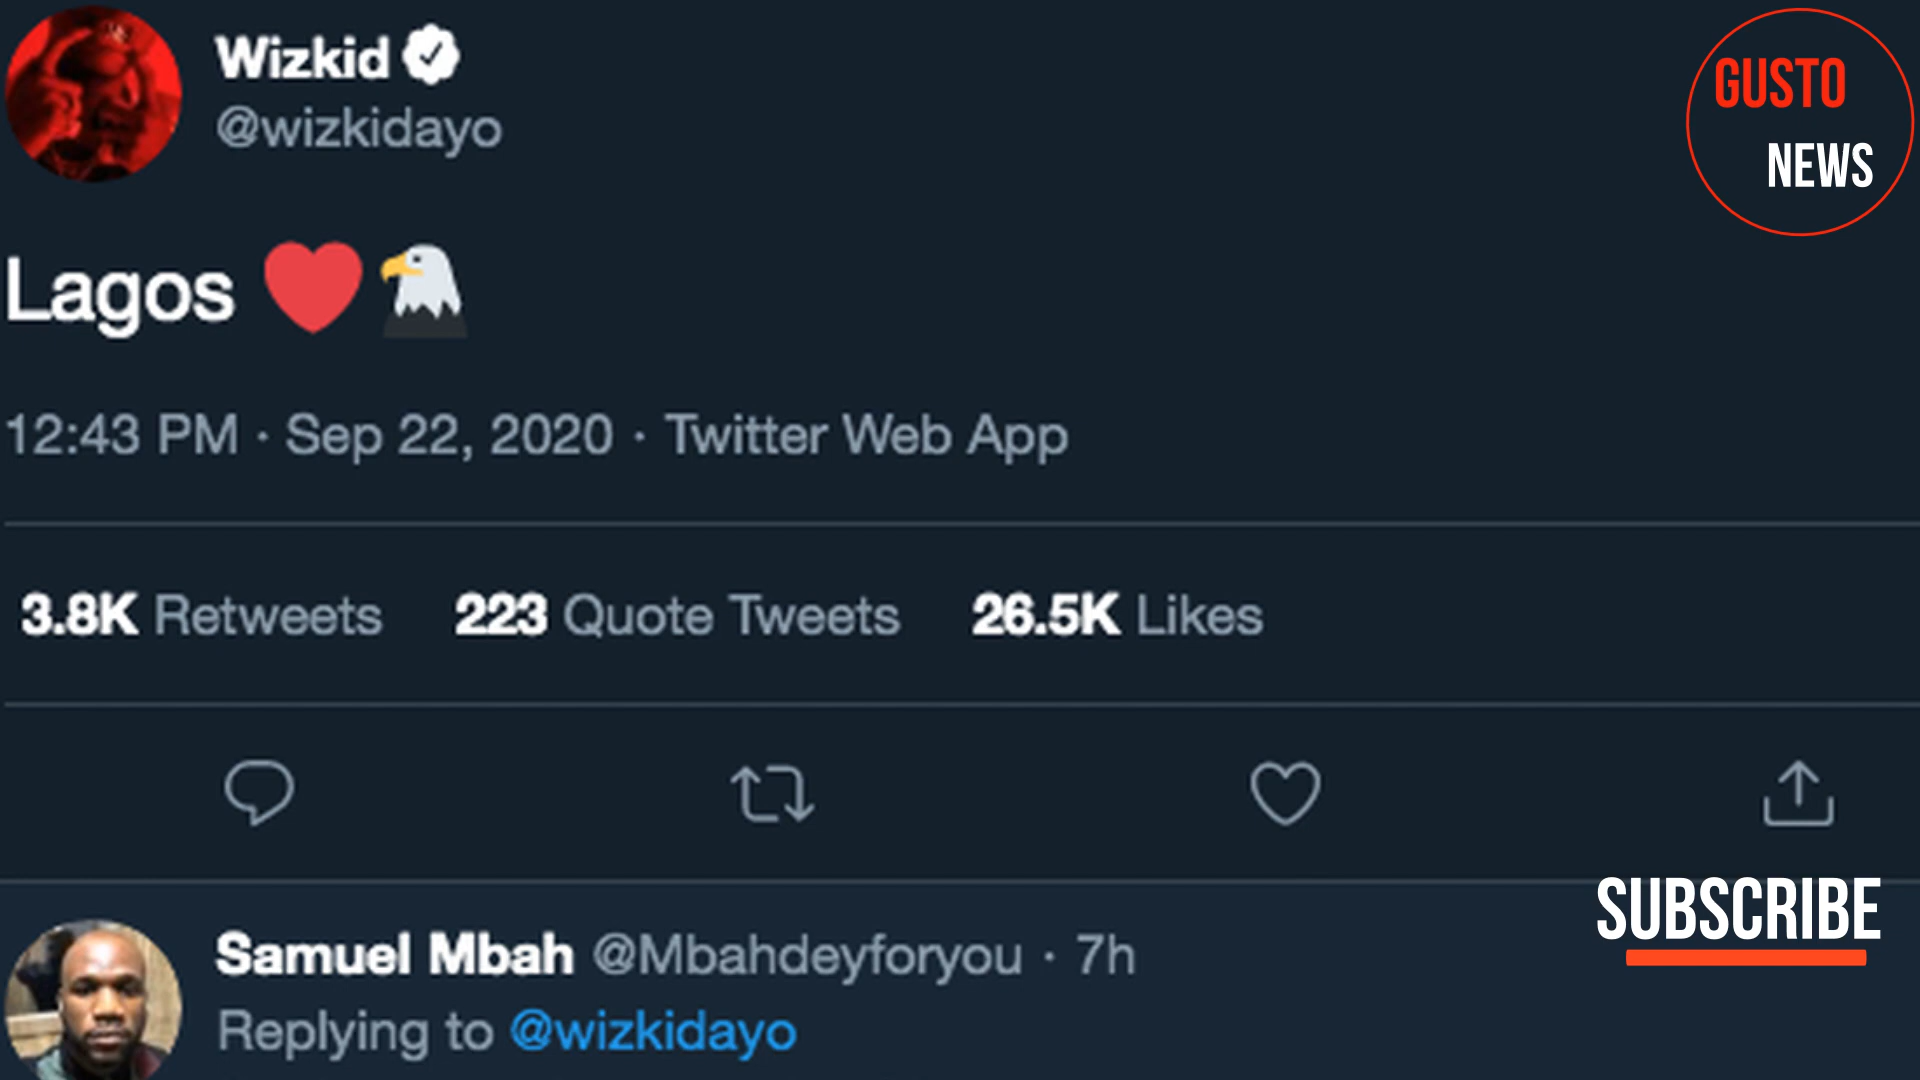 Wizkid
@wizkidayo
GUSTO
NEWS
Lagos ❤️🦅
12:43 PM · Sep 22, 2020 · Twitter Web App
3.8K Retweets 223 Quote Tweets 26.5K Likes
SUBSCRIBE
Samuel Mbah @Mbahdeyforyou · 7h
Replying to @wizkidayo